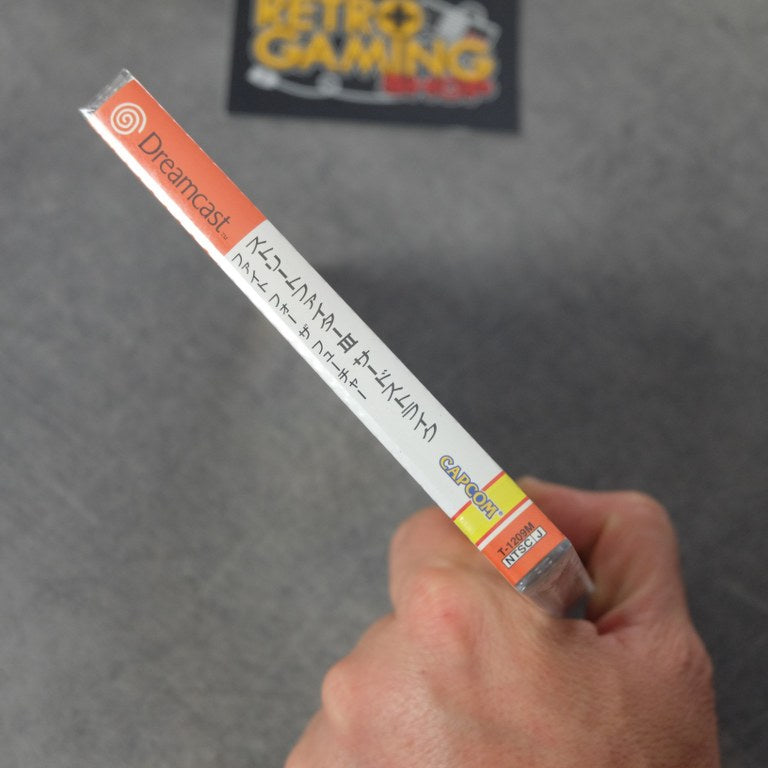 RETRO
GAMING
SHOP
Dreamcast™
ストリートファイターIII サードストライク
ファイト フォー ザ フューチャー
CAPCOM®
T-1209M
NTSC J